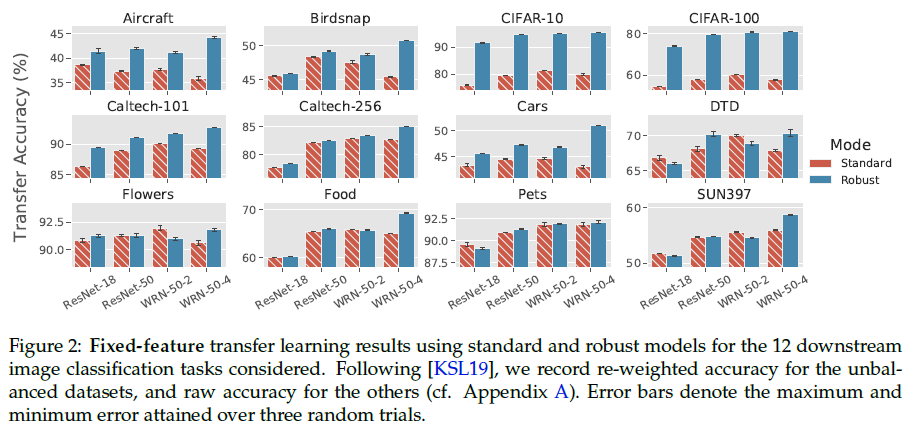 Aircraft Birdsnap CIFAR-10 CIFAR-100
45
40
35
50
45
90
80
80
60
Caltech-101 Caltech-256 Cars DTD
90
85
85
80
50
45
70
65
Flowers Food Pets SUN397
92.5
90.0
70
60
92.5
90.0
87.5
60
50
Transfer Accuracy (%)
Mode
Standard
Robust
ResNet-18 ResNet-50 WRN-50-2 WRN-50-4
ResNet-18 ResNet-50 WRN-50-2 WRN-50-4
ResNet-18 ResNet-50 WRN-50-2 WRN-50-4
ResNet-18 ResNet-50 WRN-50-2 WRN-50-4
Figure 2: Fixed-feature transfer learning results using standard and robust models for the 12 downstream
image classification tasks considered. Following [KSL19], we record re-weighted accuracy for the unbal-
anced datasets, and raw accuracy for the others (cf. Appendix A). Error bars denote the maximum and
minimum error attained over three random trials.